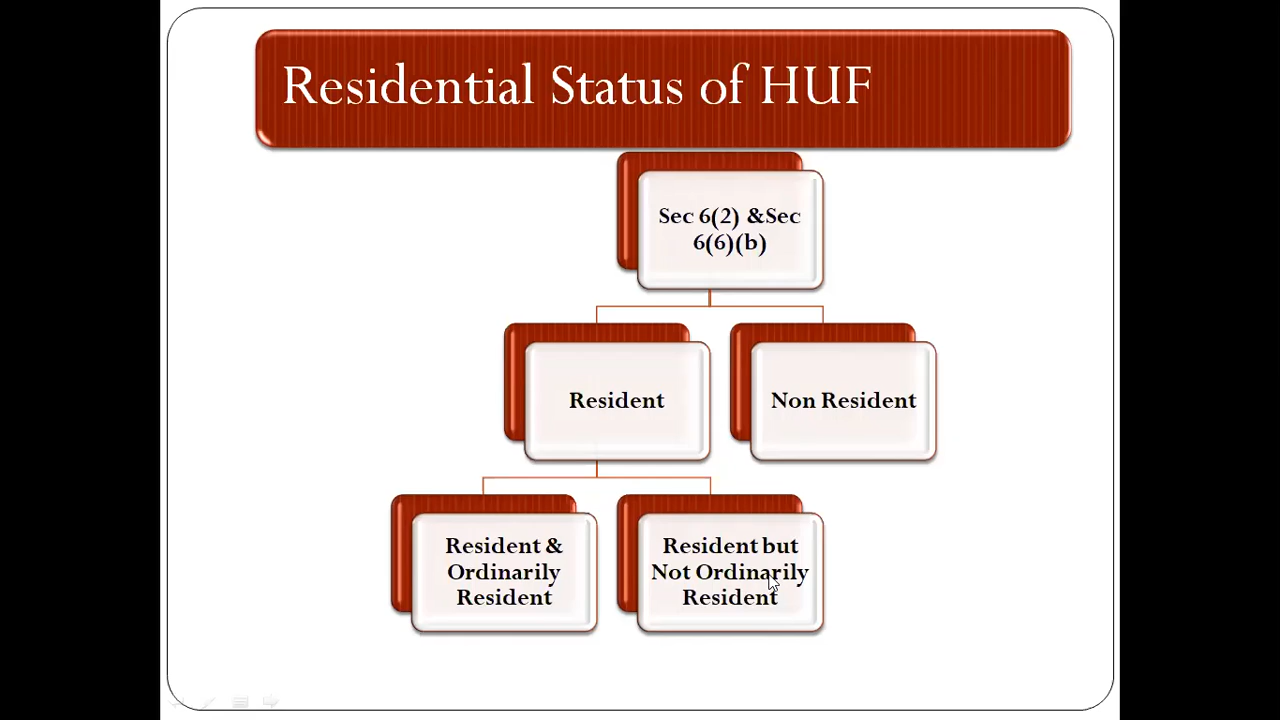 Residential Status of HUF
Sec 6(2) &Sec
6(6)(b)
Resident
Non Resident
Resident &
Ordinarily
Resident
Resident but
Not Ordinarily
Resident